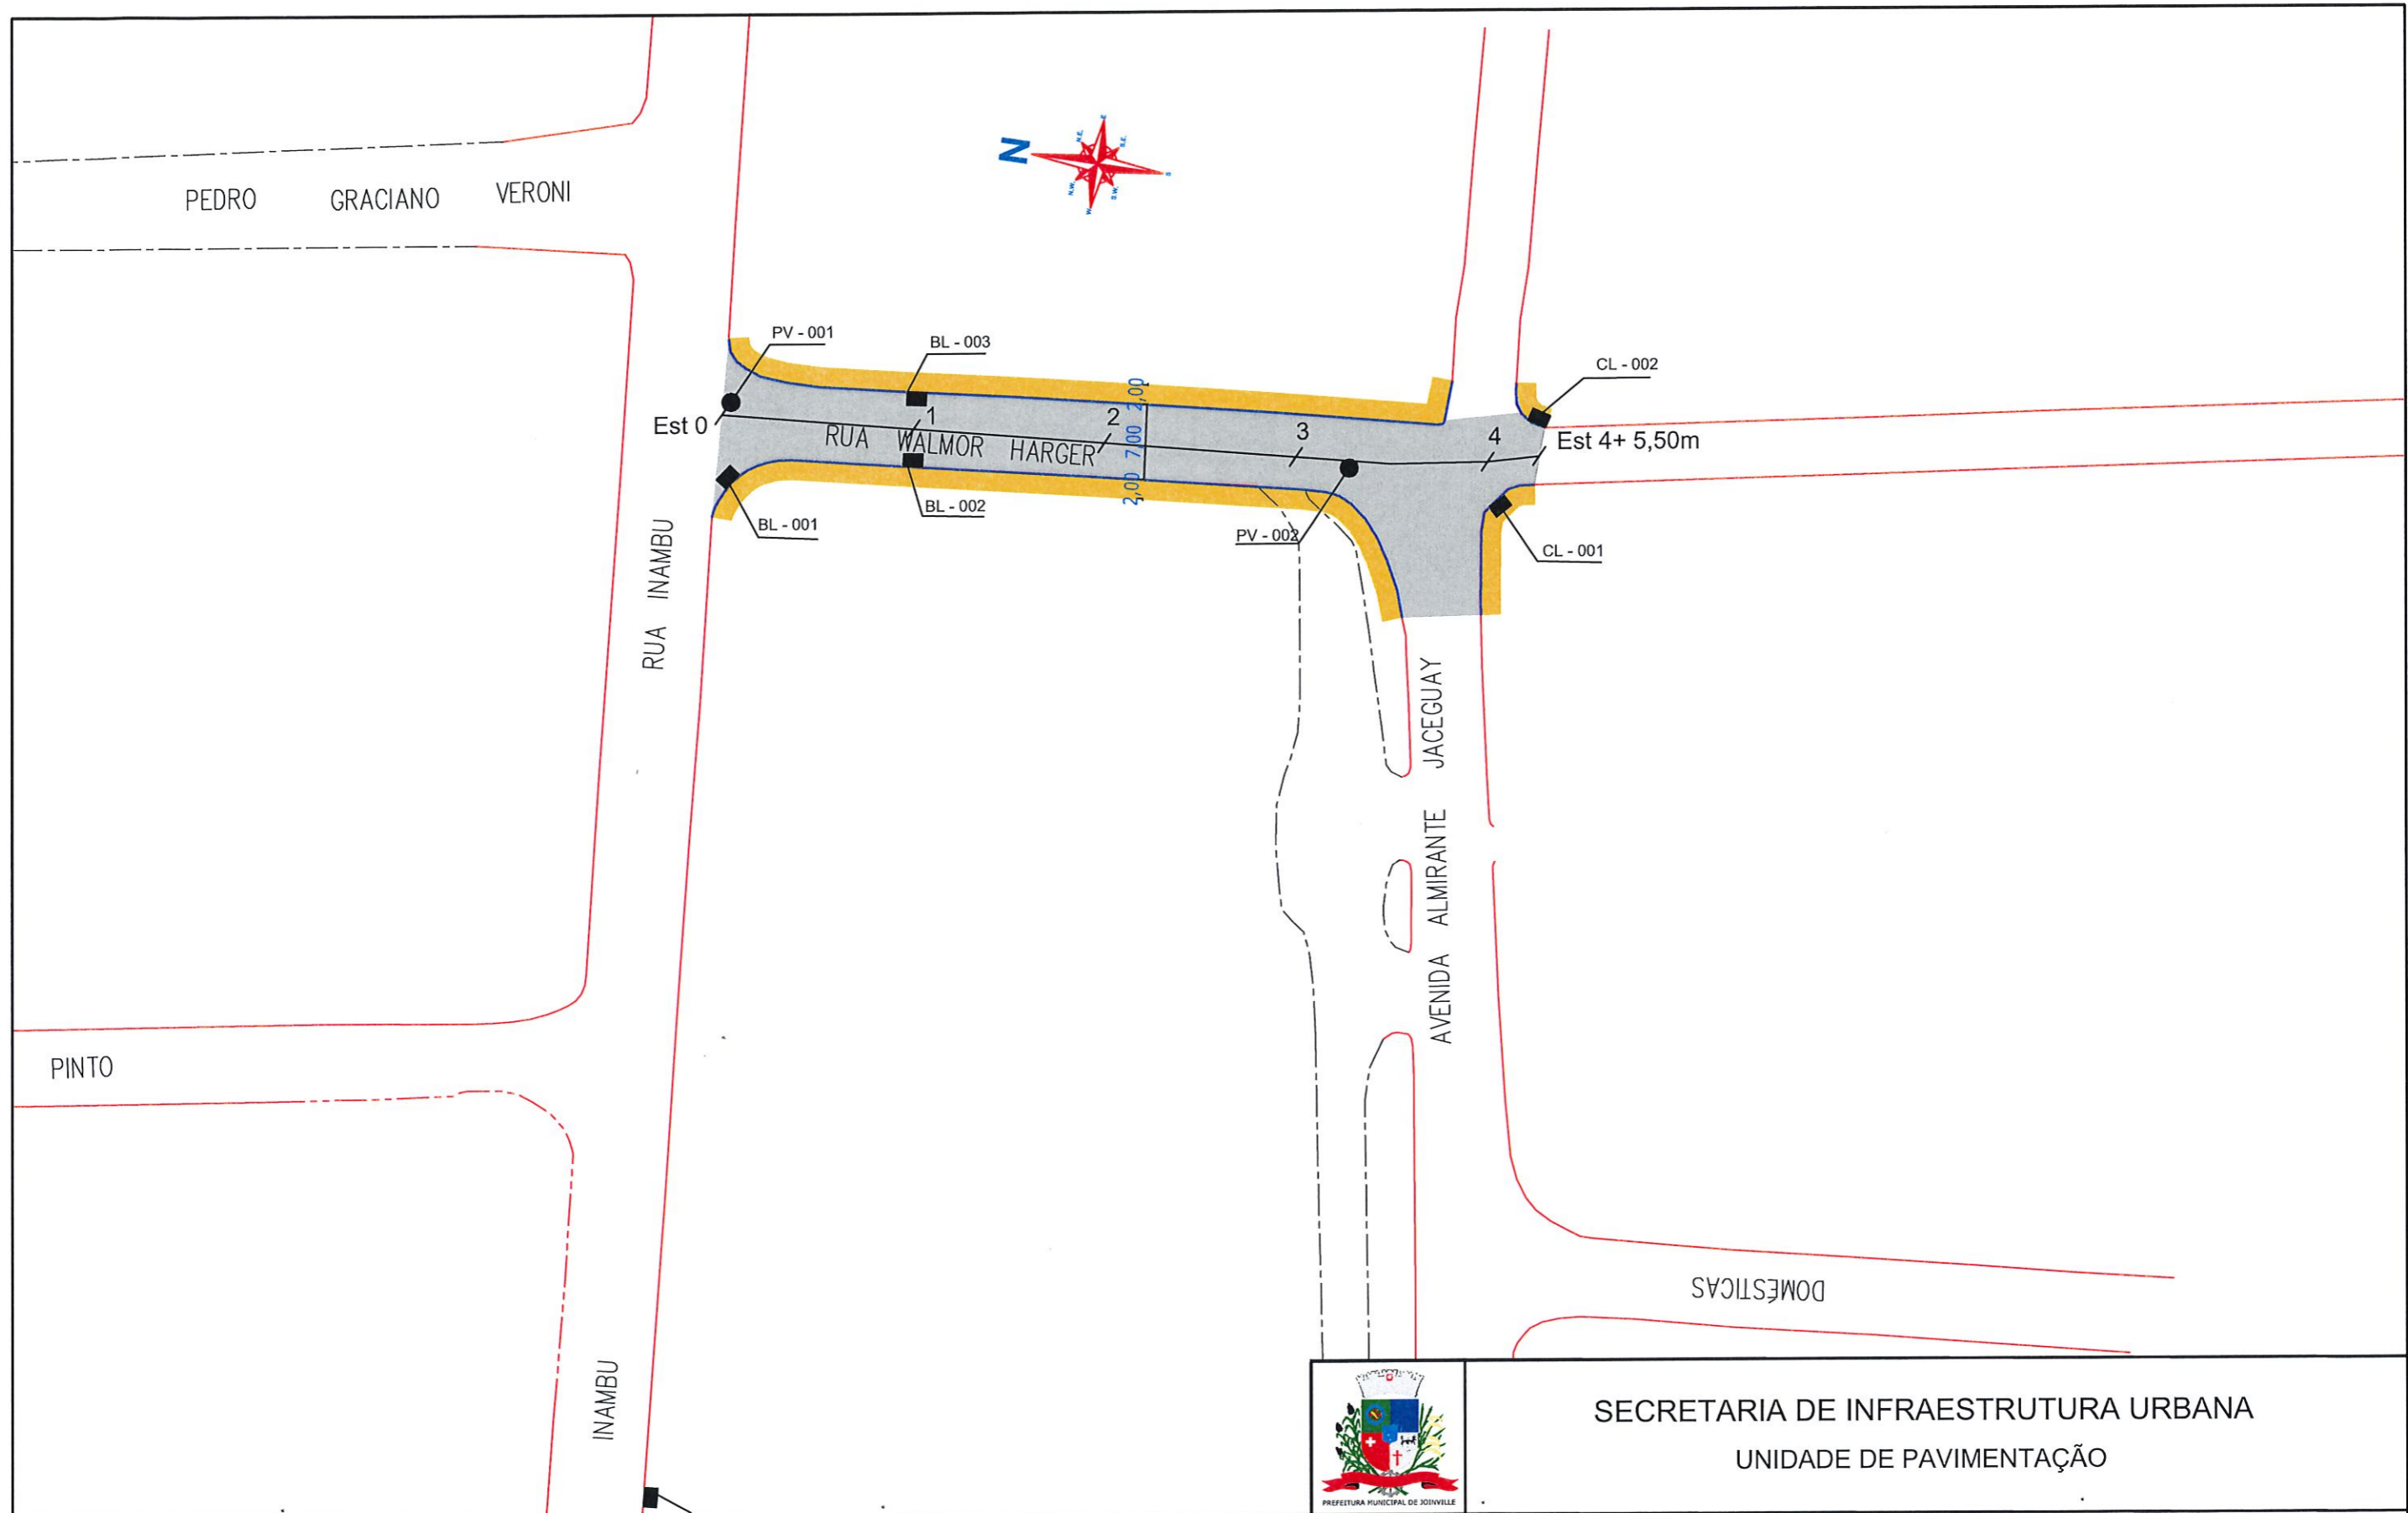 PEDRO GRACIANO VERONI
N
N.E.
E
S.E.
S
S.W.
W
N.W.
PV - 001
BL - 003
CL - 002
Est 0
1
2
3
4
Est 4+ 5,50m
RUA WALMOR HARGER
2,00 7,00 2,00
BL - 001
BL - 002
PV - 002
CL - 001
RUA INAMBU
AVENIDA ALMIRANTE JACEGUAY
PINTO
DOMÉSTICAS
INAMBU
PREFEITURA MUNICIPAL DE JOINVILLE
SECRETARIA DE INFRAESTRUTURA URBANA
UNIDADE DE PAVIMENTAÇÃO